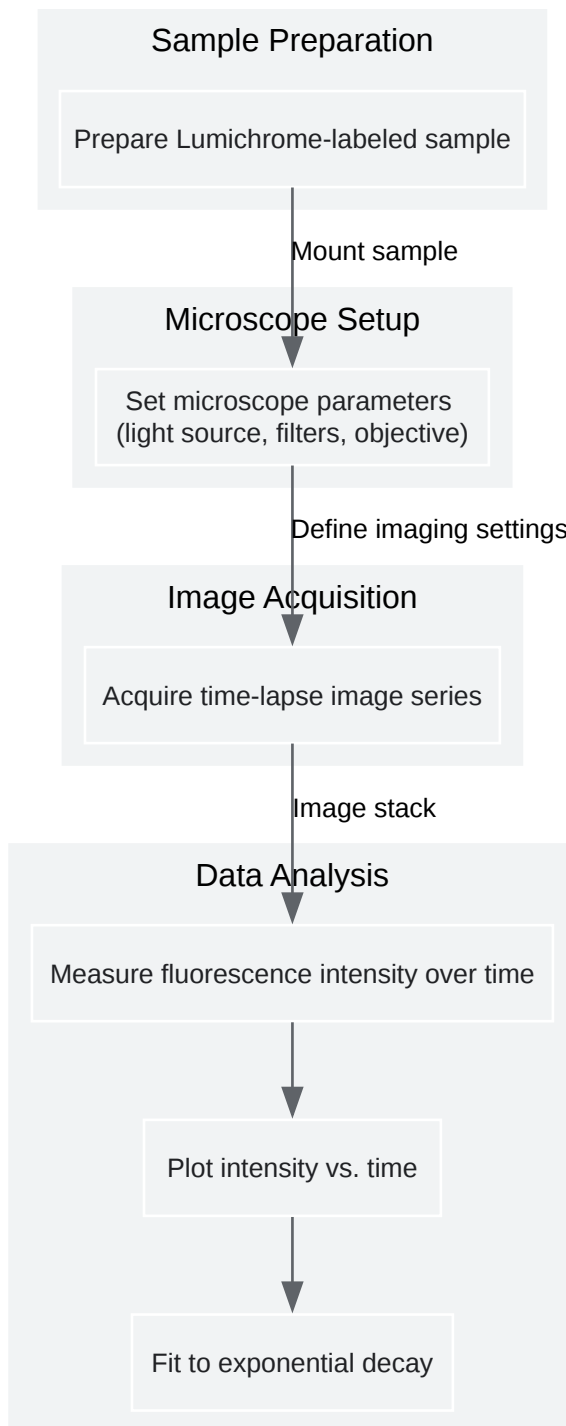 Sample Preparation
Prepare Lumichrome-labeled sample
Mount sample
Microscope Setup
Set microscope parameters
(light source, filters, objective)
Define imaging settings
Image Acquisition
Acquire time-lapse image series
Image stack
Data Analysis
Measure fluorescence intensity over time
Plot intensity vs. time
Fit to exponential decay